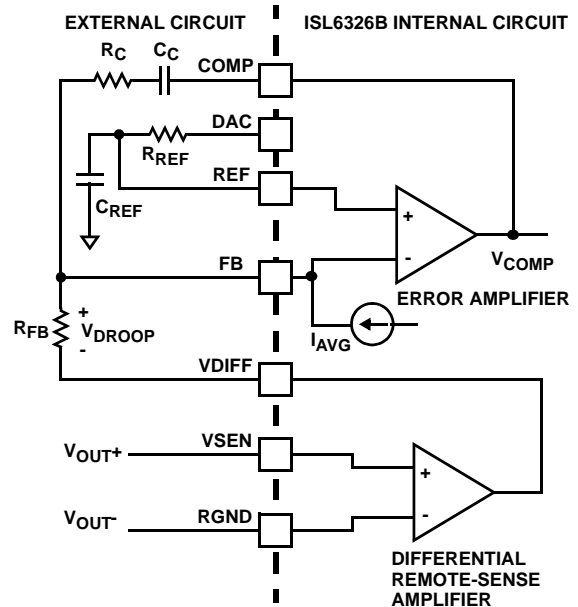 EXTERNAL CIRCUIT
ISL6326B INTERNAL CIRCUIT
RC
CC
COMP
DAC
RREF
REF
CREF
+
-
VCOMP
FB
ERROR AMPLIFIER
IAVG
RFB
+
VDROOP
-
VDIFF
VOUT+
VSEN
+
VOUT-
RGND
-
DIFFERENTIAL
REMOTE-SENSE
AMPLIFIER